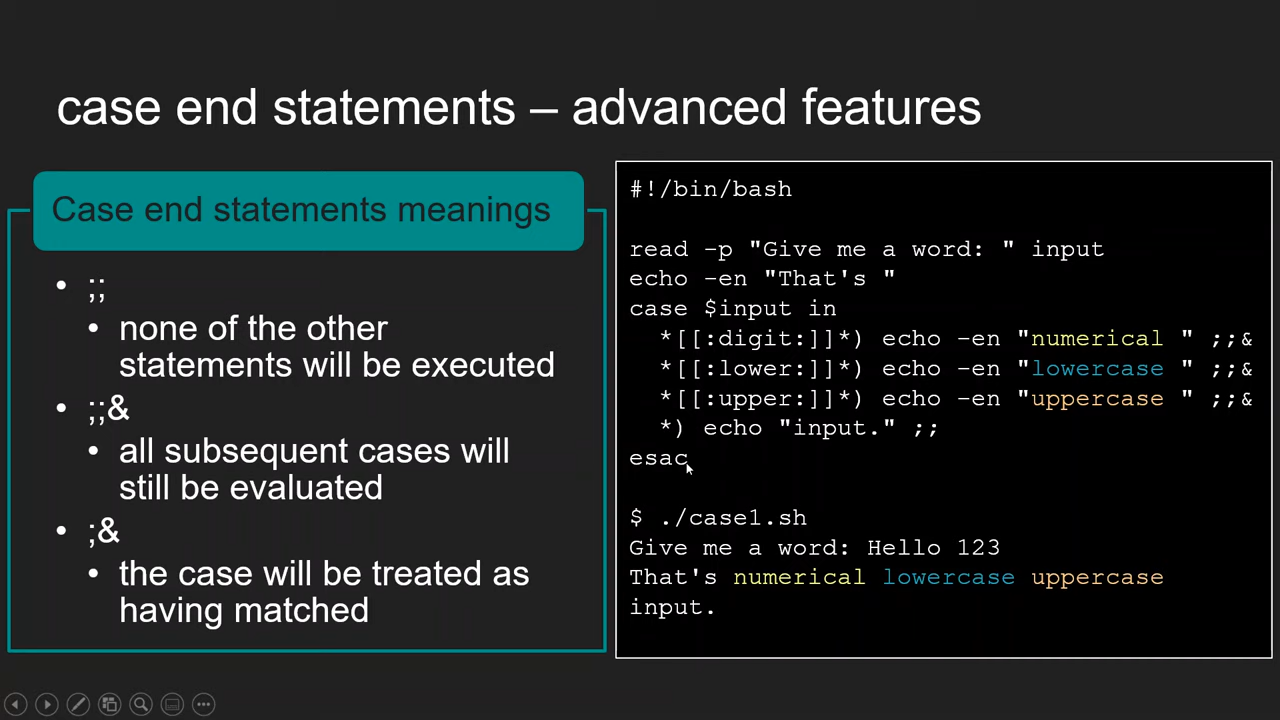 case end statements – advanced features
Case end statements meanings
• ;;
• none of the other
statements will be executed
• ;;&
• all subsequent cases will
still be evaluated
• ;&
• the case will be treated as
having matched
#!/bin/bash
read -p "Give me a word: " input
echo -en "That's "
case $input in
*[[:digit:]]*) echo -en "numerical " ;;&
*[[:lower:]]*) echo -en "lowercase " ;;&
*[[:upper:]]*) echo -en "uppercase " ;;&
*) echo "input." ;;
esac
$ ./case1.sh
Give me a word: Hello 123
That's numerical lowercase uppercase
input.